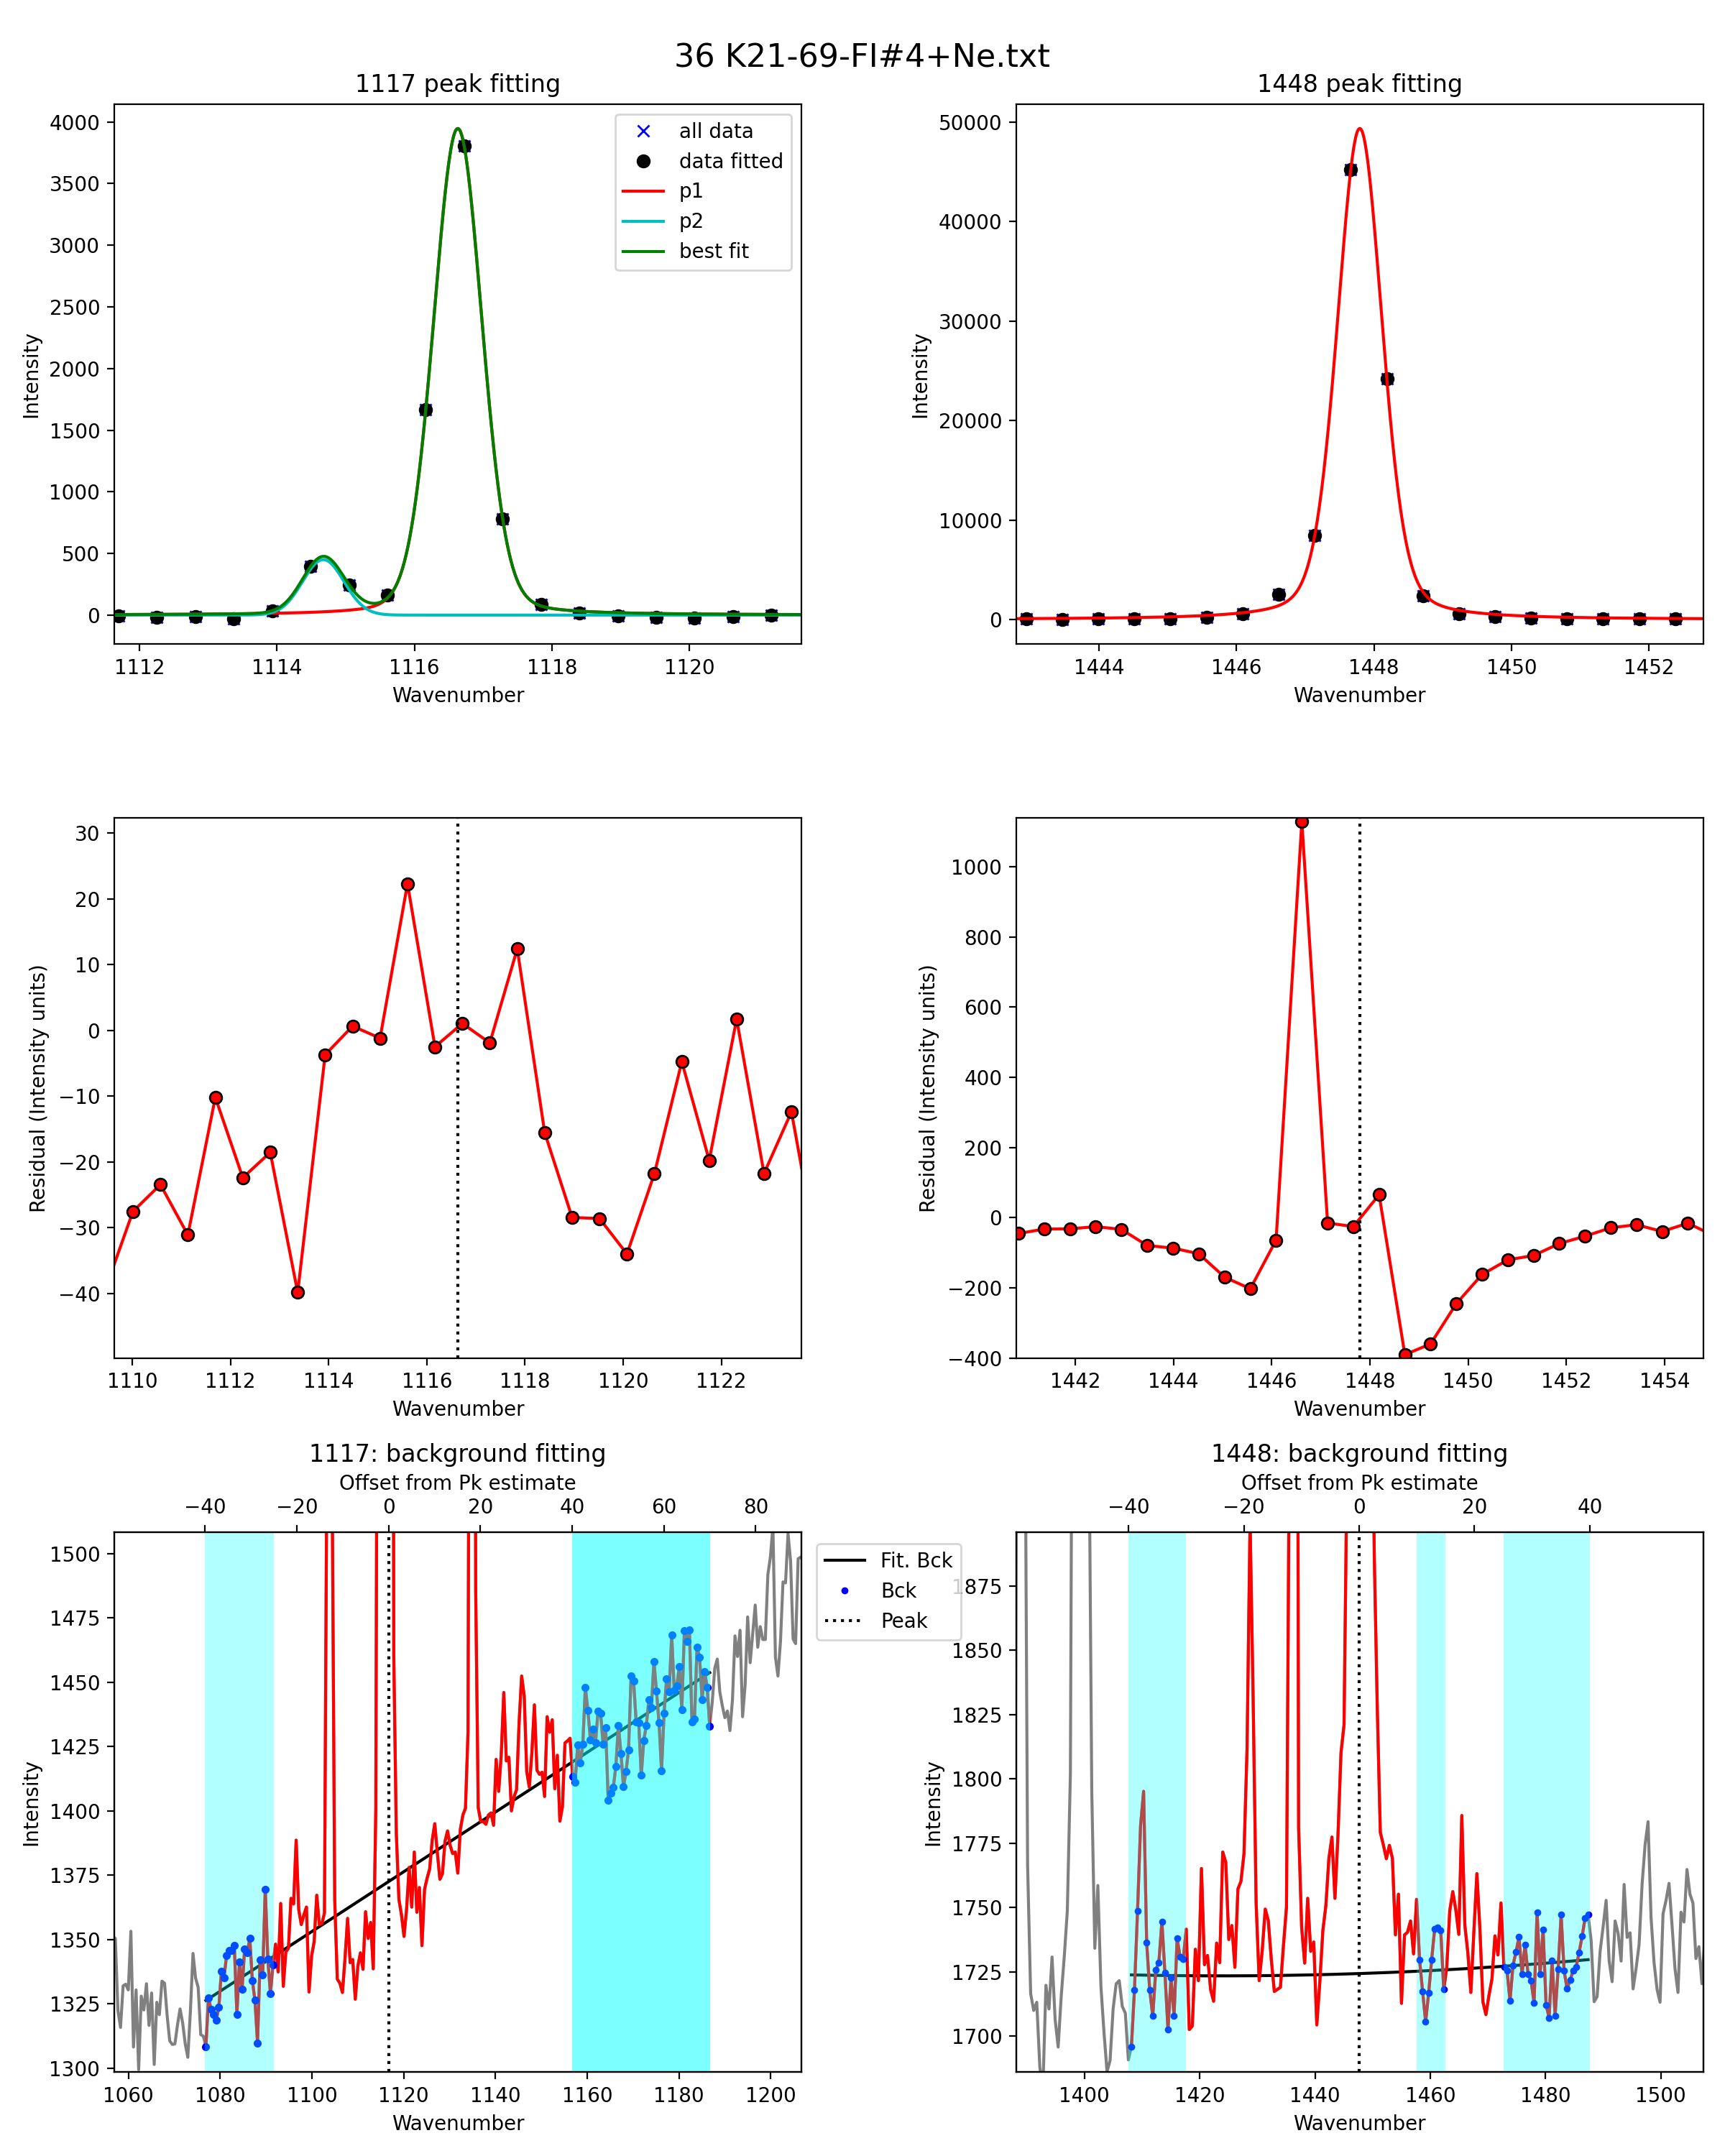 36 K21-69-FI#4+Ne.txt
1117 peak fitting
4000
3500
3000
2500
2000
1500
1000
500
0
Intensity
all data
data fitted
p1
p2
best fit
1112 1114 1116 1118 1120
Wavenumber
1448 peak fitting
50000
40000
30000
20000
10000
0
Intensity
1444 1446 1448 1450 1452
Wavenumber
30
20
10
0
−10
−20
−30
−40
Residual (Intensity units)
1110 1112 1114 1116 1118 1120 1122
Wavenumber
1000
800
600
400
200
0
−200
−400
Residual (Intensity units)
1442 1444 1446 1448 1450 1452 1454
Wavenumber
1117: background fitting
Offset from Pk estimate
−40 −20 0 20 40 60 80
1500
1475
1450
1425
1400
1375
1350
1325
1300
Intensity
Fit. Bck
Bck
Peak
1060 1080 1100 1120 1140 1160 1180 1200
Wavenumber
1448: background fitting
Offset from Pk estimate
−40 −20 0 20 40
1875
1850
1825
1800
1775
1750
1725
1700
Intensity
1400 1420 1440 1460 1480 1500
Wavenumber